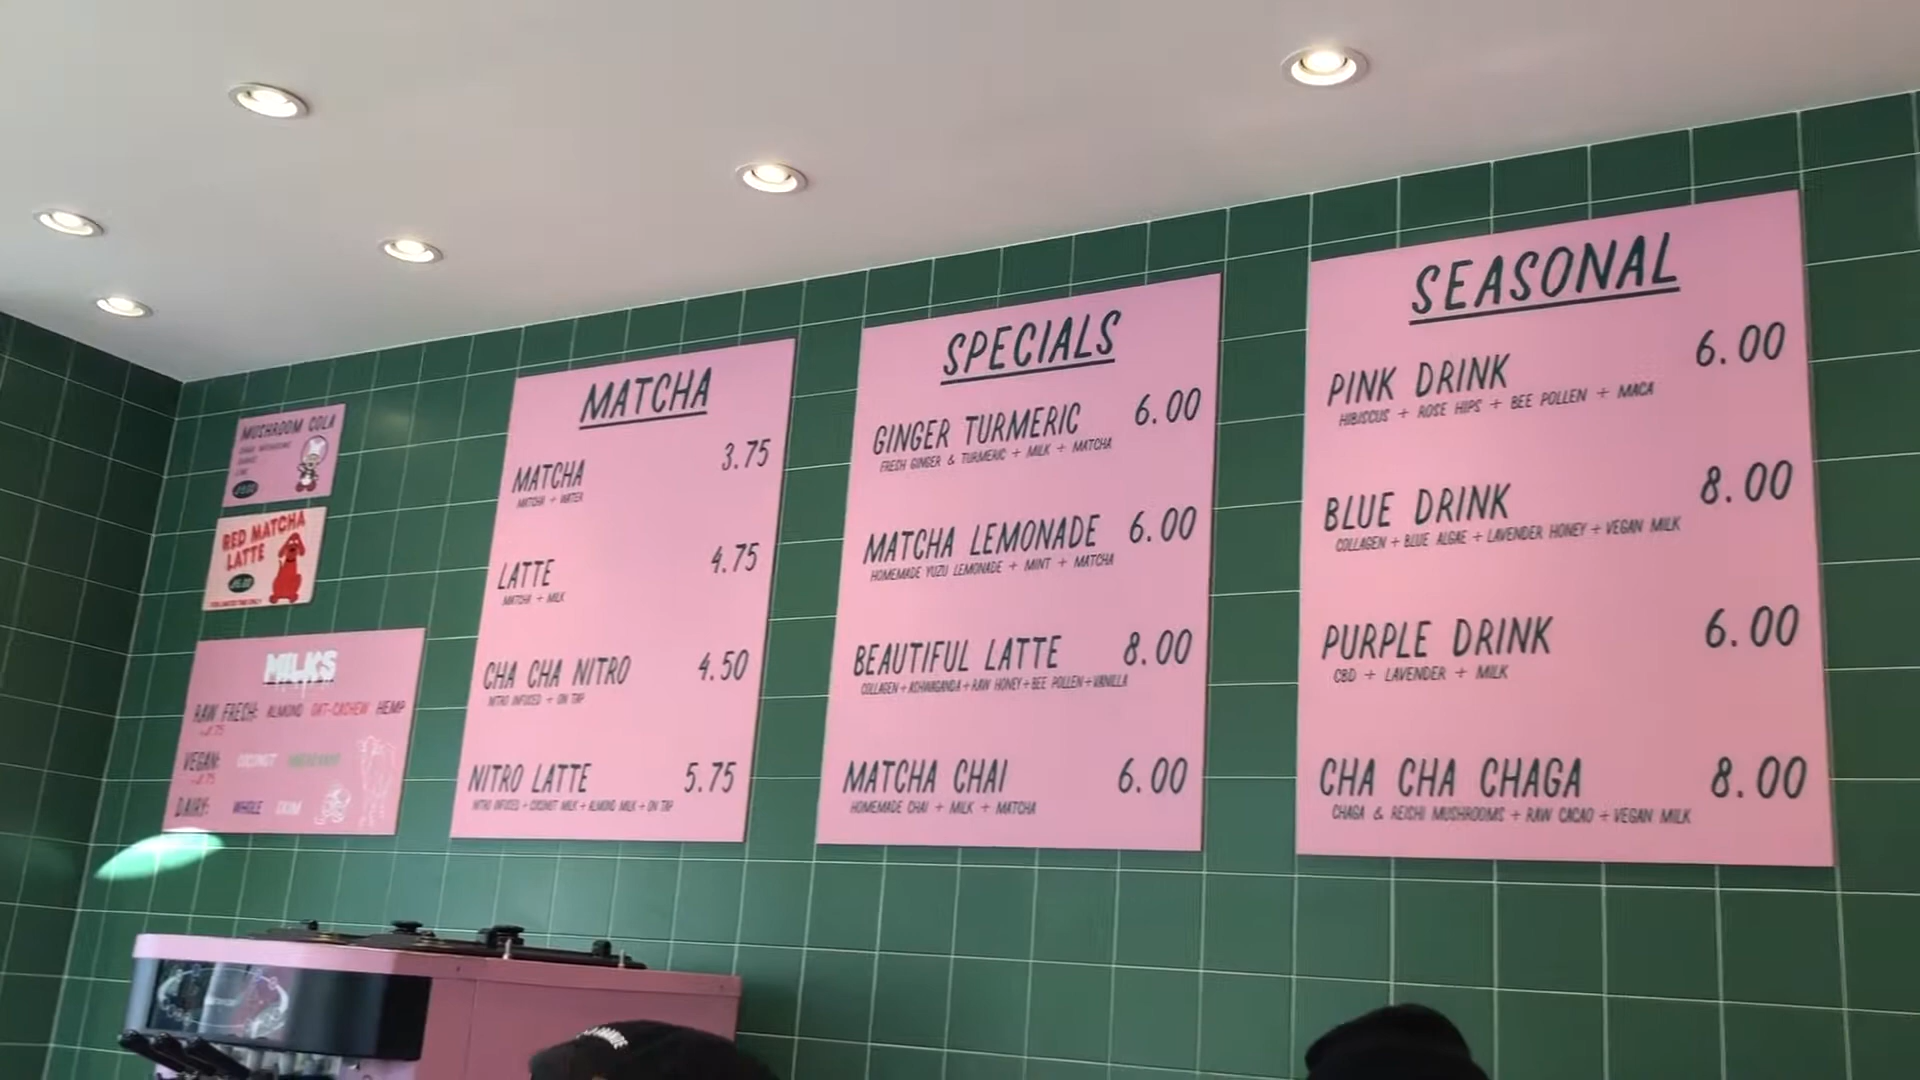 MUSHROOM COLA
RED MATCHA
LATTE
MILKS
RAW FRESH: ALMOND OAT-CASHEW HEMP
+.75
VEGAN: COCONUT
+.75
DAIRY: WHOLE SKIM
MATCHA
MATCHA 3.75
MATCHA + WATER
LATTE 4.75
MATCHA + MILK
CHA CHA NITRO 4.50
NITRO INFUSED + ON TAP
NITRO LATTE 5.75
NITRO INFUSED + COCONUT MILK + ALMOND MILK + ON TAP
SPECIALS
GINGER TURMERIC 6.00
FRESH GINGER & TURMERIC + MILK + MATCHA
MATCHA LEMONADE 6.00
HOMEMADE YUZU LEMONADE + MINT + MATCHA
BEAUTIFUL LATTE 8.00
COLLAGEN + ASHWAGANDA + RAW HONEY + BEE POLLEN + VANILLA
MATCHA CHAI 6.00
HOMEMADE CHAI + MILK + MATCHA
SEASONAL
PINK DRINK 6.00
HIBISCUS + ROSE HIPS + BEE POLLEN + MACA
BLUE DRINK 8.00
COLLAGEN + BLUE ALGAE + LAVENDER HONEY + VEGAN MILK
PURPLE DRINK 6.00
CBD + LAVENDER + MILK
CHA CHA CHAGA 8.00
CHAGA & REISHI MUSHROOMS + RAW CACAO + VEGAN MILK